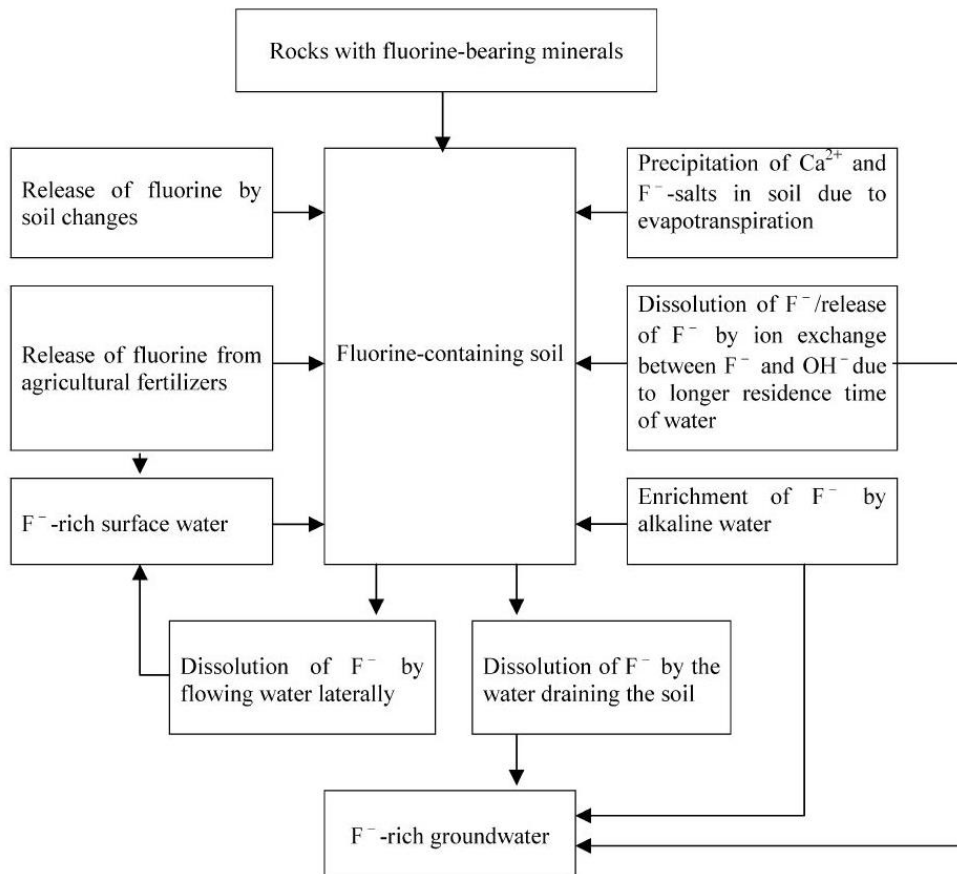 Rocks with fluorine-bearing minerals
Release of fluorine by
soil changes
Precipitation of Ca²⁺ and
F⁻-salts in soil due to
evapotranspiration
Release of fluorine from
agricultural fertilizers
Fluorine-containing soil
Dissolution of F⁻/release
of F⁻ by ion exchange
between F⁻ and OH⁻ due
to longer residence time
of water
F⁻-rich surface water
Enrichment of F⁻ by
alkaline water
Dissolution of F⁻ by
flowing water laterally
Dissolution of F⁻ by the
water draining the soil
F⁻-rich groundwater